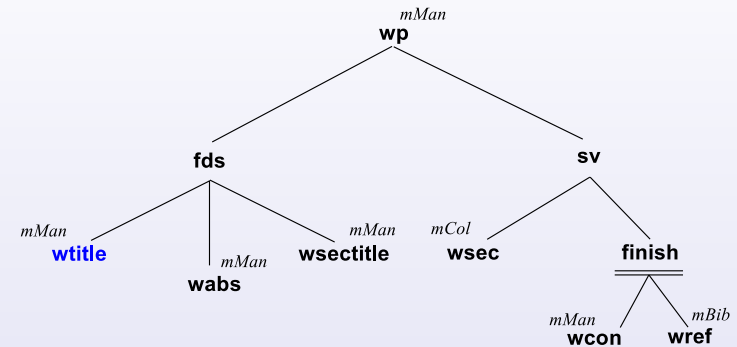 mMan
wp
fds
sv
mMan
wtitle
mMan
wabs
mMan
wsectitle
mCol
wsec
finish
mMan
wcon
mBib
wref